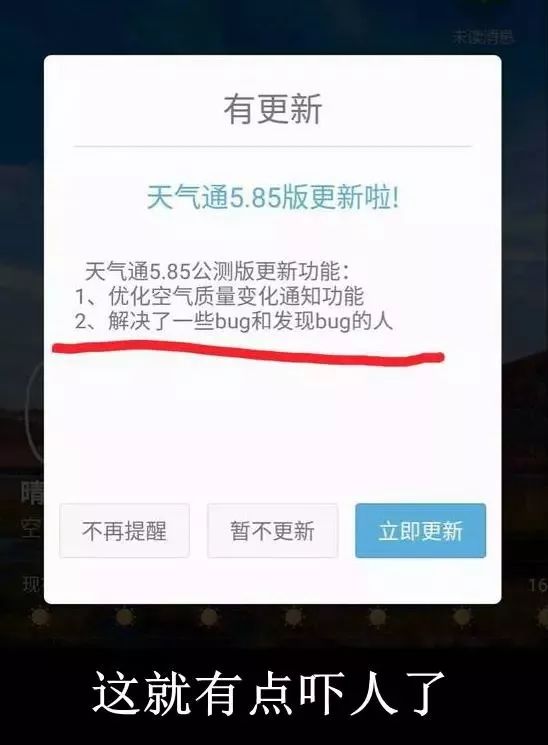 未读消息
有更新
天气通5.85版更新啦!
天气通5.85公测版更新功能：
1、优化空气质量变化通知功能
2、解决了一些bug和发现bug的人
晴
空
不再提醒
暂不更新
立即更新
现
16
这就有点吓人了